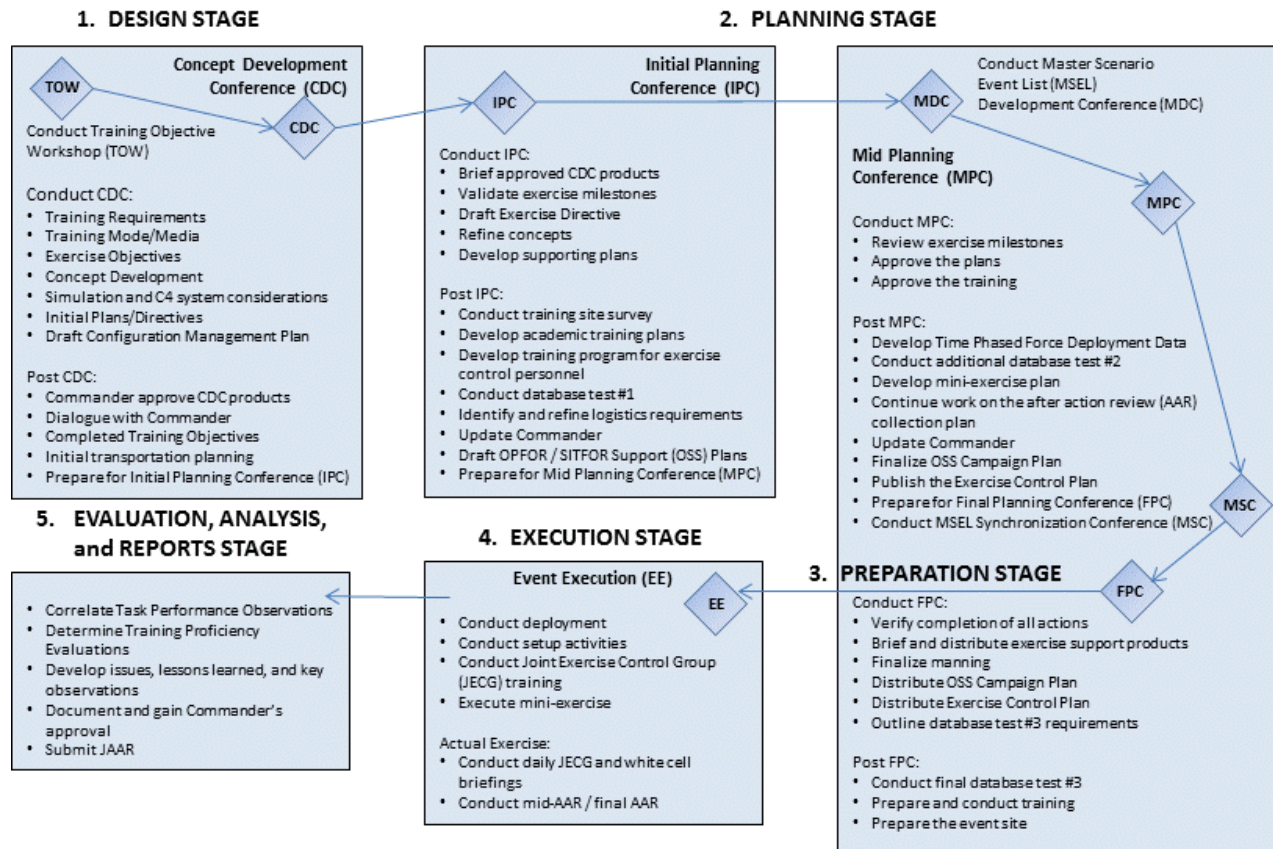 1. DESIGN STAGE
2. PLANNING STAGE
Concept Development
Conference (CDC)
TOW
CDC
Conduct Training Objective
Workshop (TOW)
Conduct CDC:
• Training Requirements
• Training Mode/Media
• Exercise Objectives
• Concept Development
• Simulation and C4 system considerations
• Initial Plans/Directives
• Draft Configuration Management Plan
Post CDC:
• Commander approve CDC products
• Dialogue with Commander
• Completed Training Objectives
• Initial transportation planning
• Prepare for Initial Planning Conference (IPC)
Initial Planning
Conference (IPC)
IPC
Conduct IPC:
• Brief approved CDC products
• Validate exercise milestones
• Draft Exercise Directive
• Refine concepts
• Develop supporting plans
Post IPC:
• Conduct training site survey
• Develop academic training plans
• Develop training program for exercise
control personnel
• Conduct database test #1
• Identify and refine logistics requirements
• Update Commander
• Draft OPFOR / SITFOR Support (OSS) Plans
• Prepare for Mid Planning Conference (MPC)
MDC
Conduct Master Scenario
Event List (MSEL)
Development Conference (MDC)
Mid Planning
Conference (MPC)
MPC
Conduct MPC:
• Review exercise milestones
• Approve the plans
• Approve the training
Post MPC:
• Develop Time Phased Force Deployment Data
• Conduct additional database test #2
• Develop mini-exercise plan
• Continue work on the after action review (AAR)
collection plan
• Update Commander
• Finalize OSS Campaign Plan
• Publish the Exercise Control Plan
• Prepare for Final Planning Conference (FPC)
• Conduct MSEL Synchronization Conference (MSC)
MSC
3. PREPARATION STAGE
FPC
Conduct FPC:
• Verify completion of all actions
• Brief and distribute exercise support products
• Finalize manning
• Distribute OSS Campaign Plan
• Distribute Exercise Control Plan
• Outline database test #3 requirements
Post FPC:
• Conduct final database test #3
• Prepare and conduct training
• Prepare the event site
4. EXECUTION STAGE
Event Execution (EE)
EE
• Conduct deployment
• Conduct setup activities
• Conduct Joint Exercise Control Group
(JECG) training
• Execute mini-exercise
Actual Exercise:
• Conduct daily JECG and white cell
briefings
• Conduct mid-AAR / final AAR
5. EVALUATION, ANALYSIS,
and REPORTS STAGE
• Correlate Task Performance Observations
• Determine Training Proficiency
Evaluations
• Develop issues, lessons learned, and key
observations
• Document and gain Commander's
approval
• Submit JAAR